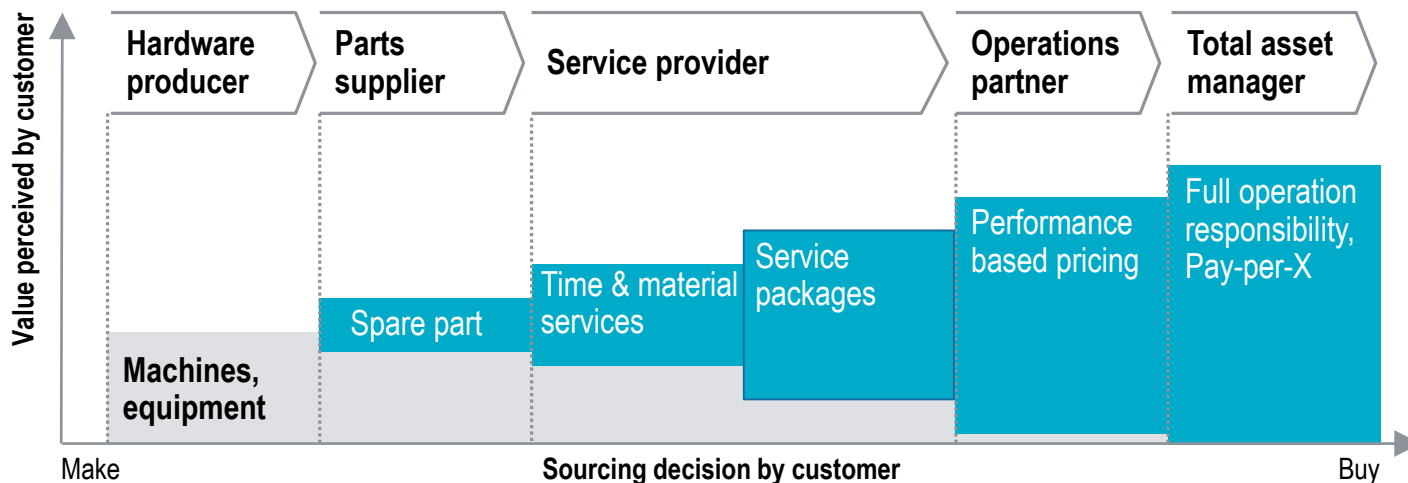 Value perceived by customer
Hardware
producer
Parts
supplier
Service provider
Operations
partner
Total asset
manager
Machines,
equipment
Spare part
Time & material
services
Service
packages
Performance
based pricing
Full operation
responsibility,
Pay-per-X
Make
Sourcing decision by customer
Buy